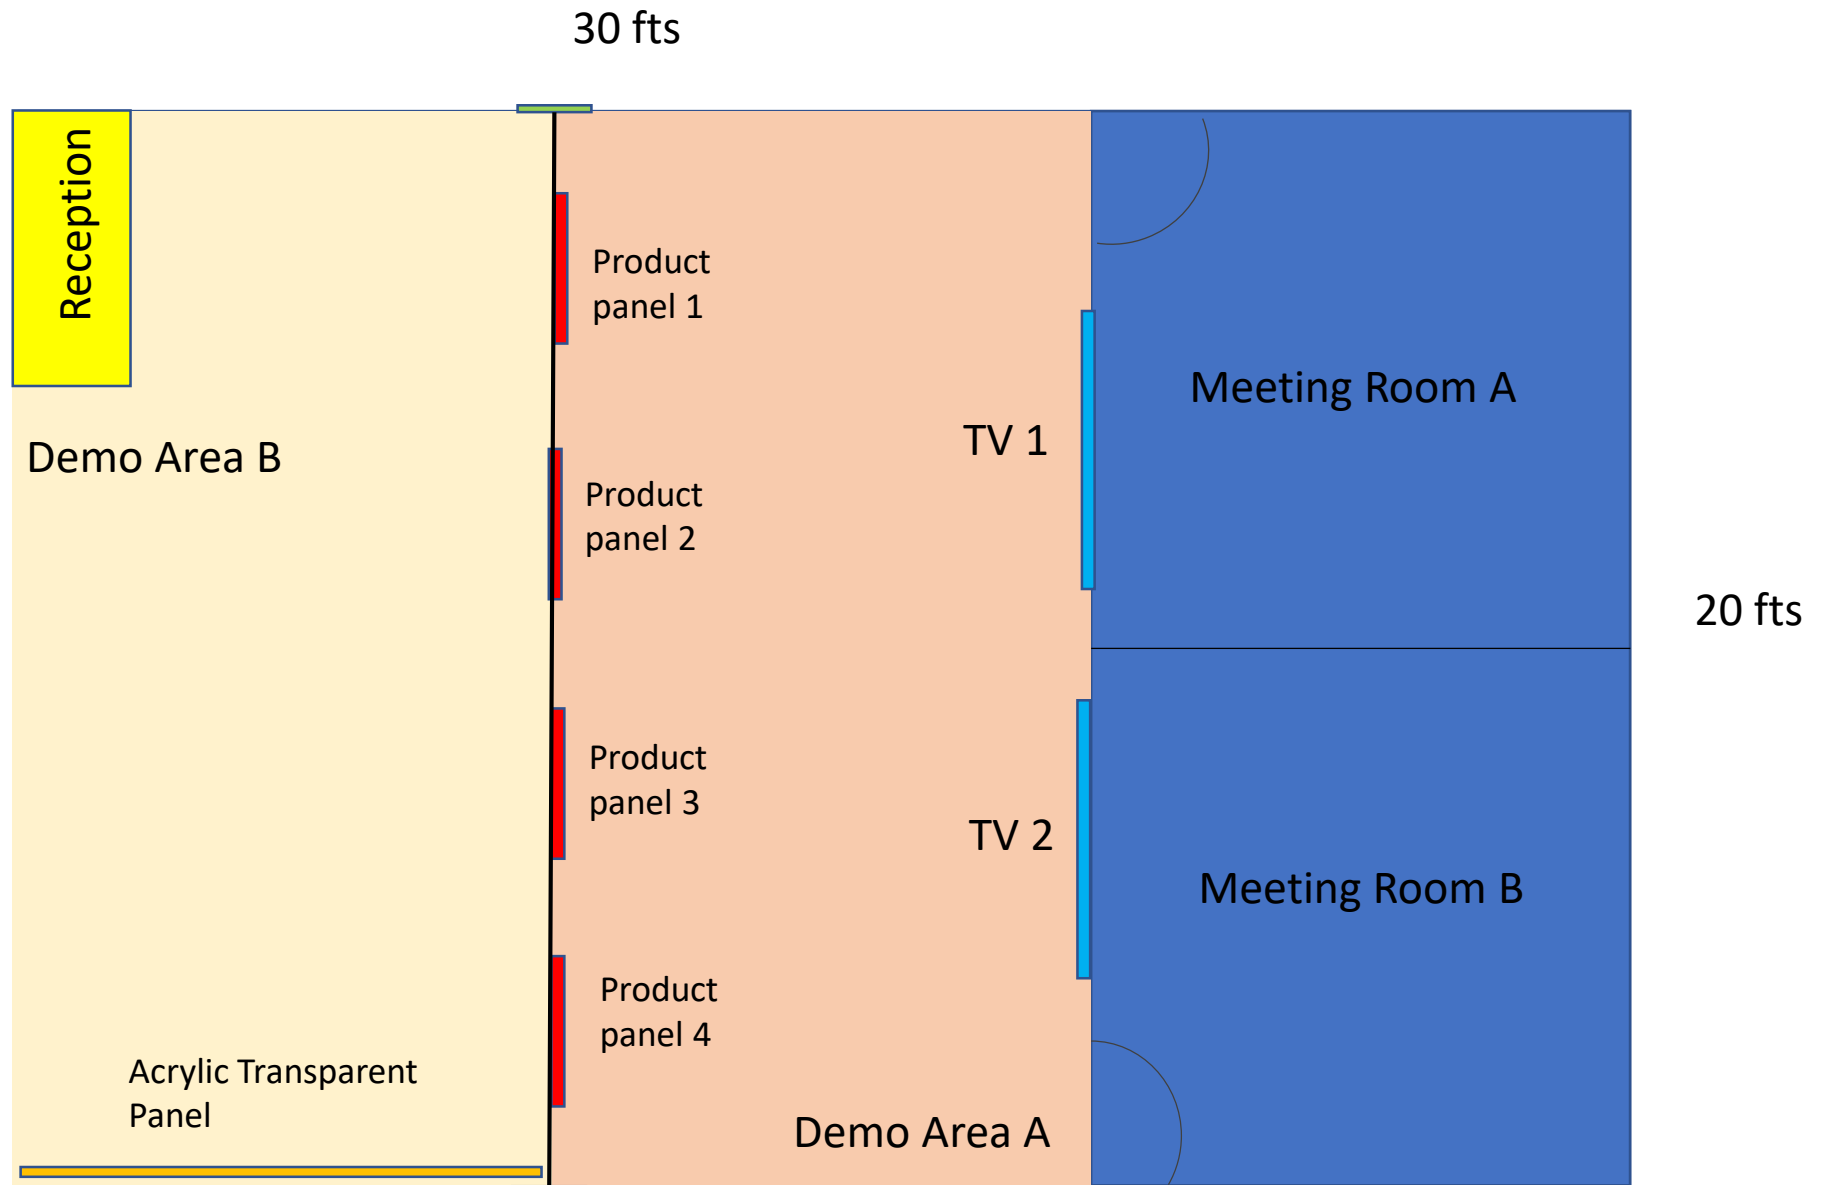 30 fts
Reception
Product
panel 1
Meeting Room A
TV 1
Demo Area B
Product
panel 2
20 fts
Product
panel 3
TV 2
Meeting Room B
Product
panel 4
Acrylic Transparent
Panel
Demo Area A